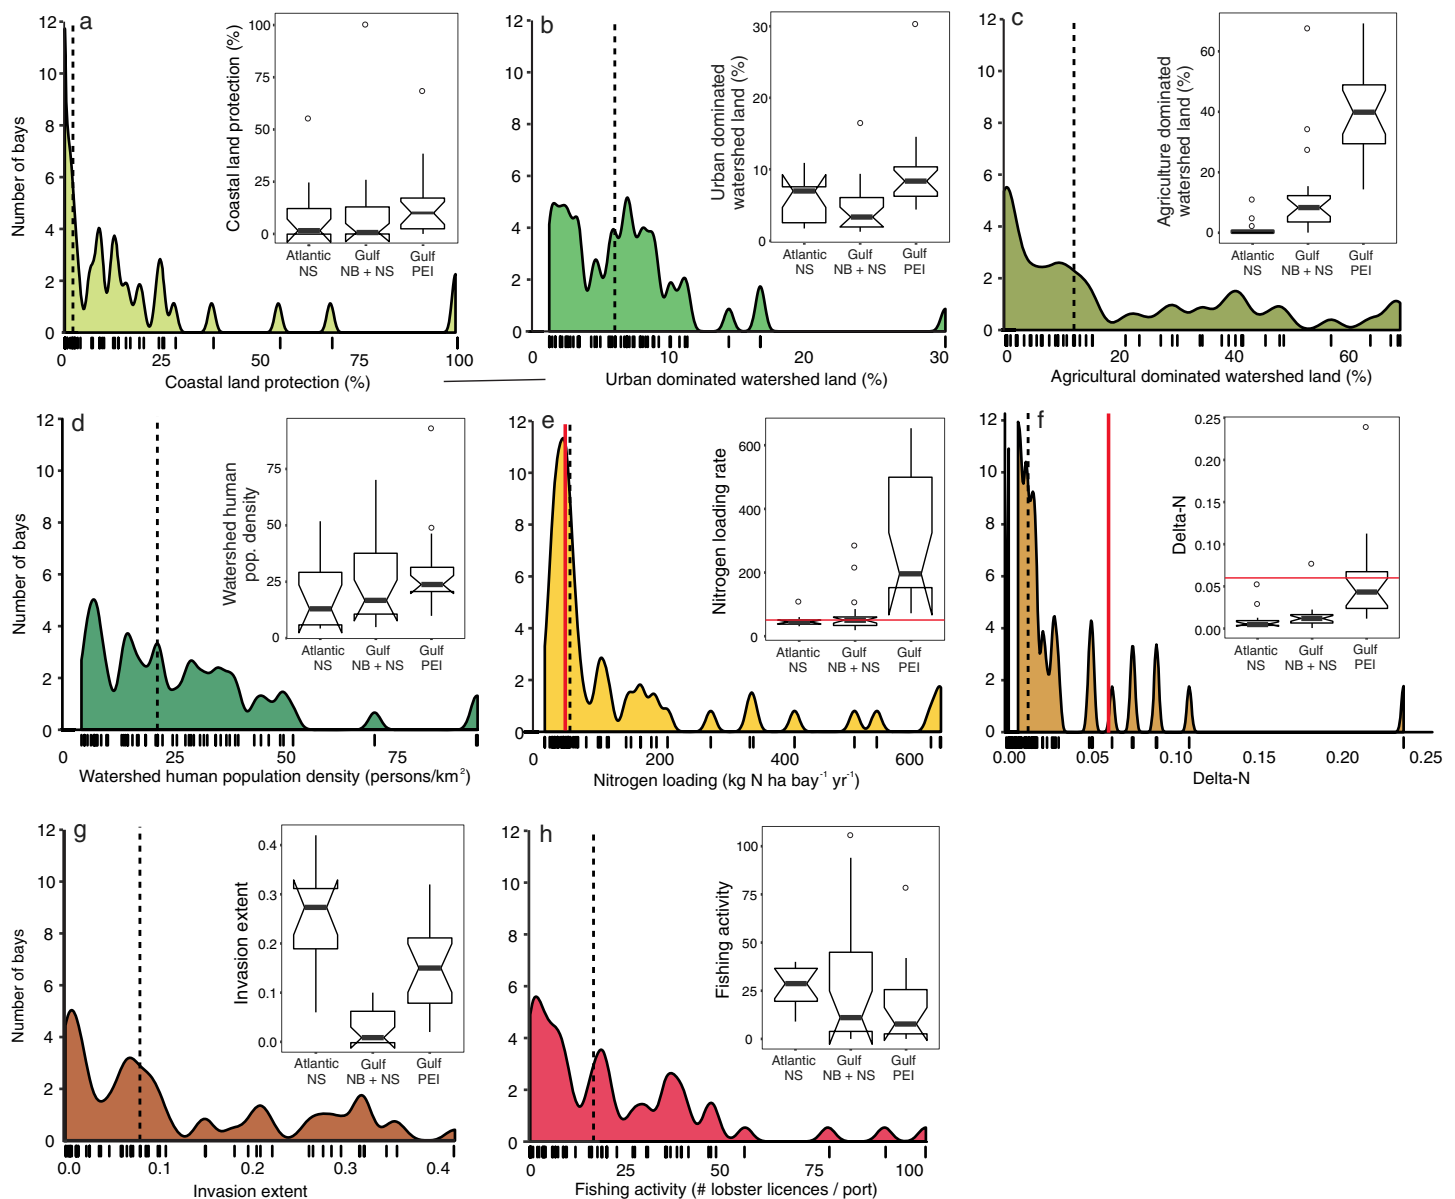 a
12
10
8
6
4
2
0
Number of bays
0
25
50
75
100
Coastal land protection (%)
Coastal land protection (%)
100
75
50
25
0
Atlantic
NS
Gulf
NB + NS
Gulf
PEI
b
12
10
8
6
4
2
0
0
10
20
30
Urban dominated watershed land (%)
Urban dominated
watershed land (%)
30
20
10
0
Atlantic
NS
Gulf
NB + NS
Gulf
PEI
c
12
10
8
6
4
2
0
0
20
40
60
Agricultural dominated watershed land (%)
Agriculture dominated
watershed land (%)
60
40
20
0
Atlantic
NS
Gulf
NB + NS
Gulf
PEI
d
12
10
8
6
4
2
0
Number of bays
0
25
75
Watershed human population density (persons/km²)
Watershed human
pop. density
75
50
25
0
Atlantic
NS
Gulf
NB + NS
Gulf
PEI
e
12
10
8
6
4
2
0
0
200
400
600
Nitrogen loading (kg N ha bay⁻¹ yr⁻¹)
Nitrogen loading rate
600
400
200
0
Atlantic
NS
Gulf
NB + NS
Gulf
PEI
f
12
10
8
6
4
2
0
0.00
0.05
0.15
0.20
0.25
Delta-N
Delta-N
0.25
0.20
0.15
0.10
0.05
0.00
Atlantic
NS
Gulf
NB + NS
Gulf
PEI
g
12
10
8
6
4
2
0
Number of bays
0.0
0.1
0.2
0.3
0.4
Invasion extent
Invasion extent
0.4
0.3
0.2
0.1
0.0
Atlantic
NS
Gulf
NB + NS
Gulf
PEI
h
12
10
8
6
4
2
0
0
25
50
75
100
Fishing activity (# lobster licences / port)
Fishing activity
100
75
50
25
0
Atlantic
NS
Gulf
NB + NS
Gulf
PEI